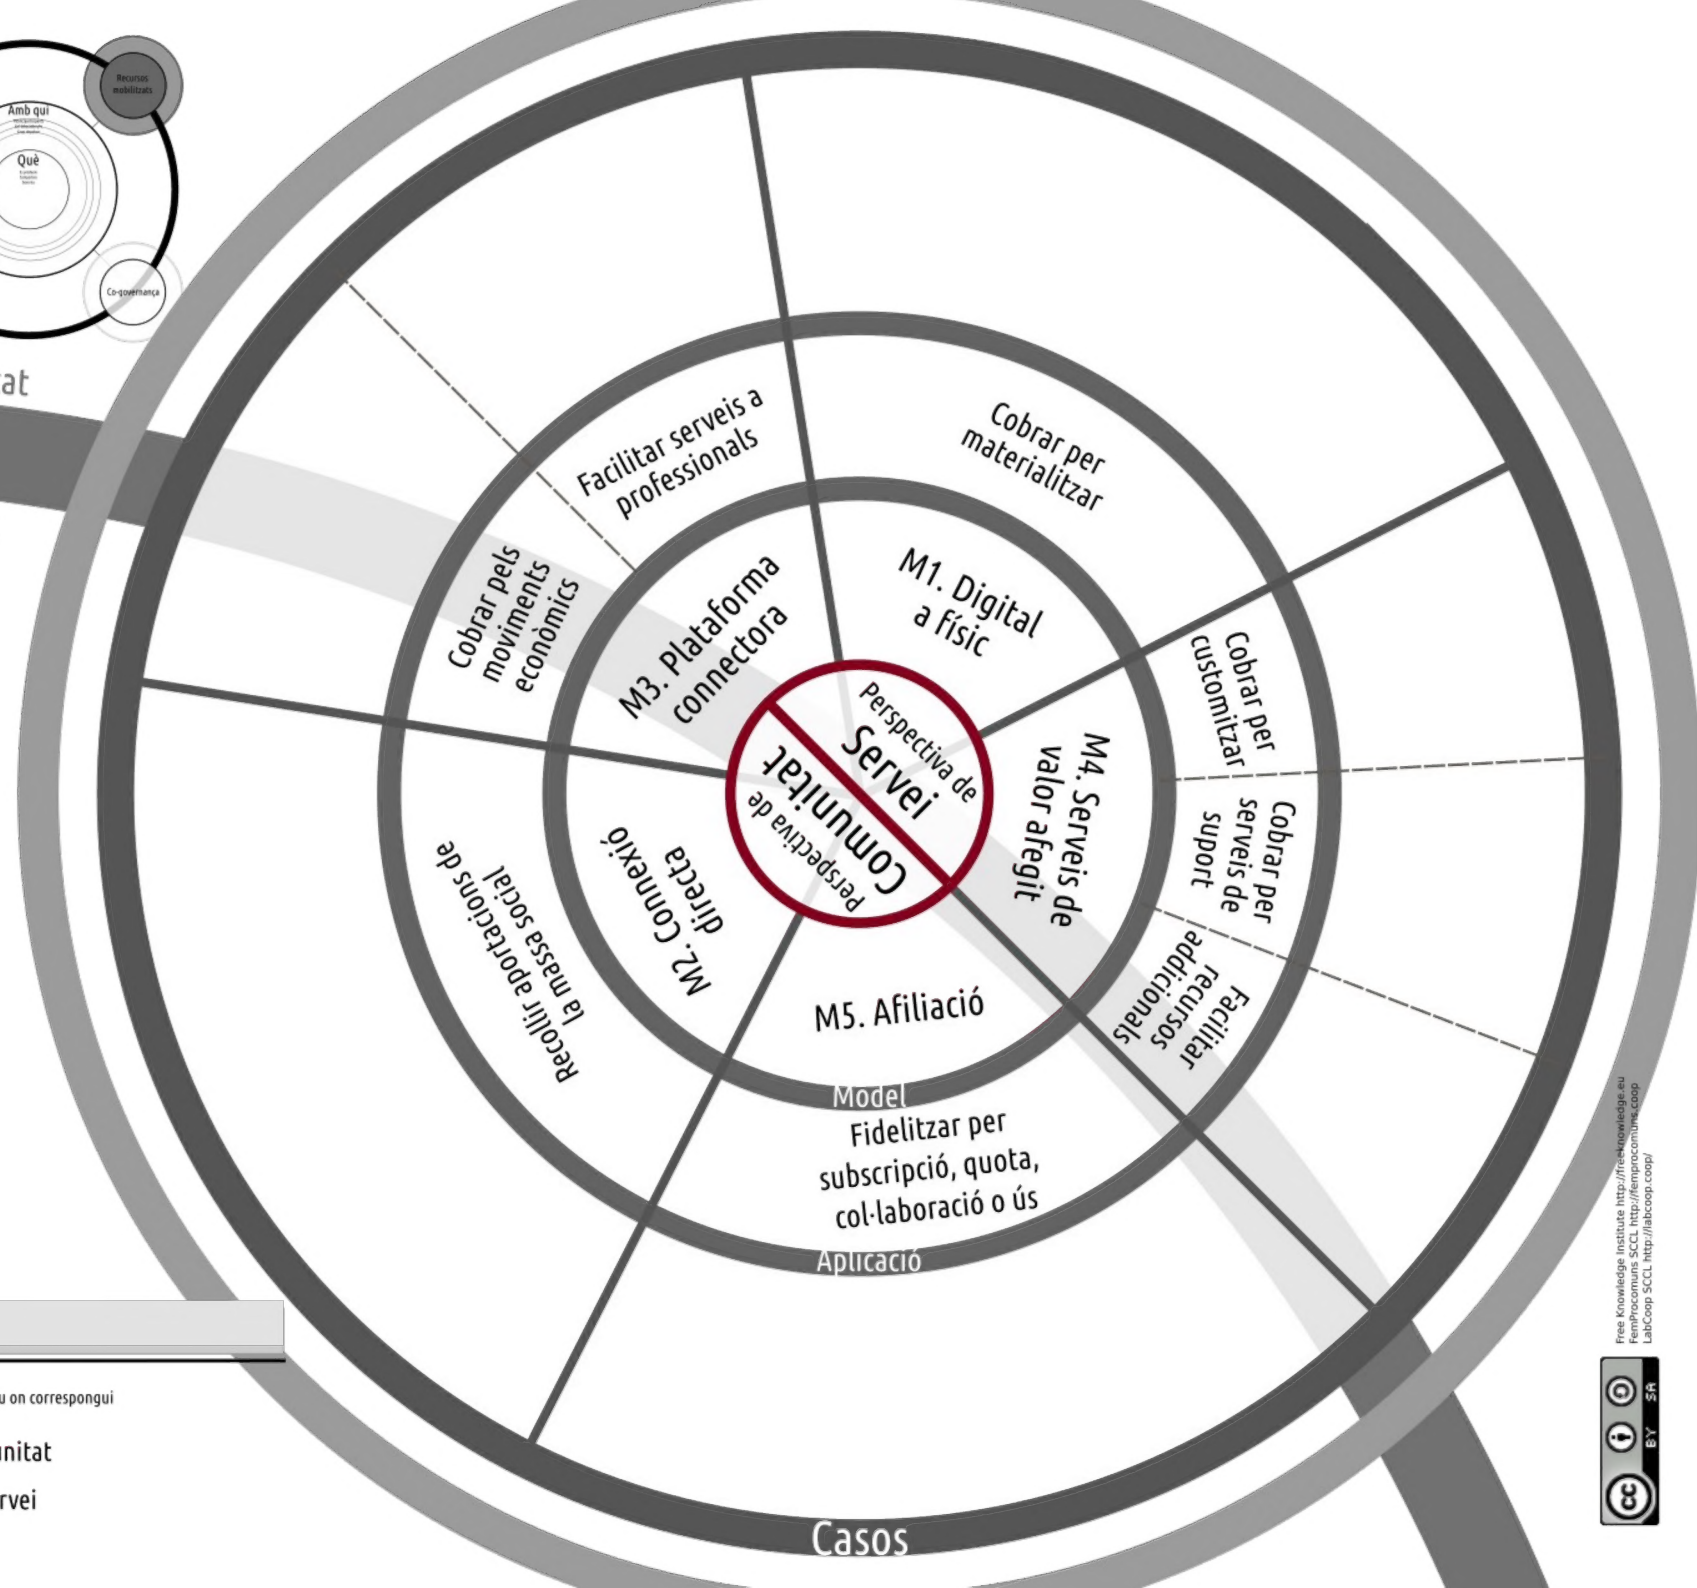 Recursos
mobilitzats
Amb qui
Què
Co-governança
at
Facilitar serveis a
professionals
Cobrar per
materialitzar
Cobrar pels
moviments
econòmics
M3. Plataforma
connectora
M1. Digital
a físic
Cobrar per
customitzar
Perspectiva de
Servei
Perspectiva de
Comunitat
M4. Serveis de
valor afegit
Cobrar per
serveis de
suport
Facilitar
recursos
addicionals
M2. Connexió
directa
Recollir aportacions de
la massa social
M5. Afiliació
Model
Fidelitzar per
subscripció, quota,
col·laboració o ús
Aplicació
Casos
u on correspongui
unitat
rvei
Free Knowledge Institute http://freeknowledge.eu
FemProcomuns SCCL http://femprocomuns.coop
LabCoop SCCL http://labcoop.coop/
cc
BY SA